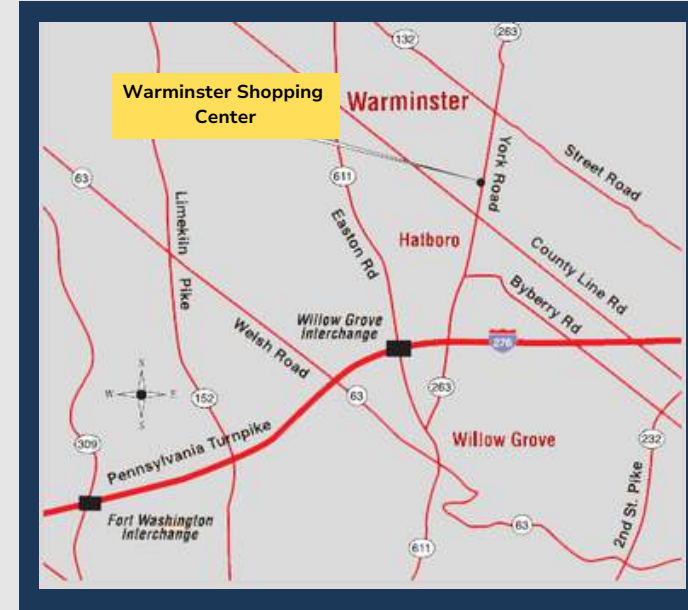 263
132
Warminster Shopping
Center
Warminster
Street Road
63
611
York Road
Limekiln Pike
Easton Rd
Hatboro
County Line Rd
Byberry Rd
Willow Grove
Interchange
276
Welsh Road
N
W
E
S
152
63
263
309
Pennsylvania Turnpike
Willow Grove
232
Fort Washington
Interchange
2nd St. Pike
63
611